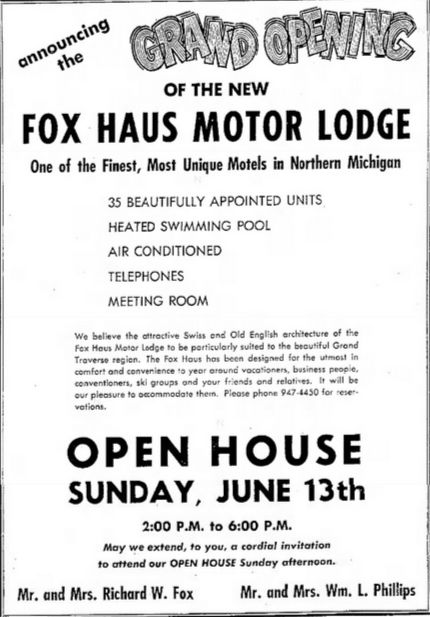 announcing
the
GRAND OPENING
OF THE NEW
FOX HAUS MOTOR LODGE
One of the Finest, Most Unique Motels in Northern Michigan
35 BEAUTIFULLY APPOINTED UNITS
HEATED SWIMMING POOL
AIR CONDITIONED
TELEPHONES
MEETING ROOM
We believe the attractive Swiss and Old English architecture of the
Fox Haus Motor Lodge to be particularly suited to the beautiful Grand
Traverse region. The Fox Haus has been designed for the utmost in
comfort and convenience to year around vacationers, business people,
conventioners, ski groups and your friends and relatives. It will be
our pleasure to accommodate them. Please phone 947-4450 for reser-
vations.
OPEN HOUSE
SUNDAY, JUNE 13th
2:00 P.M. to 6:00 P.M.
May we extend, to you, a cordial invitation
to attend our OPEN HOUSE Sunday afternoon.
Mr. and Mrs. Richard W. Fox Mr. and Mrs. Wm. L. Phillips